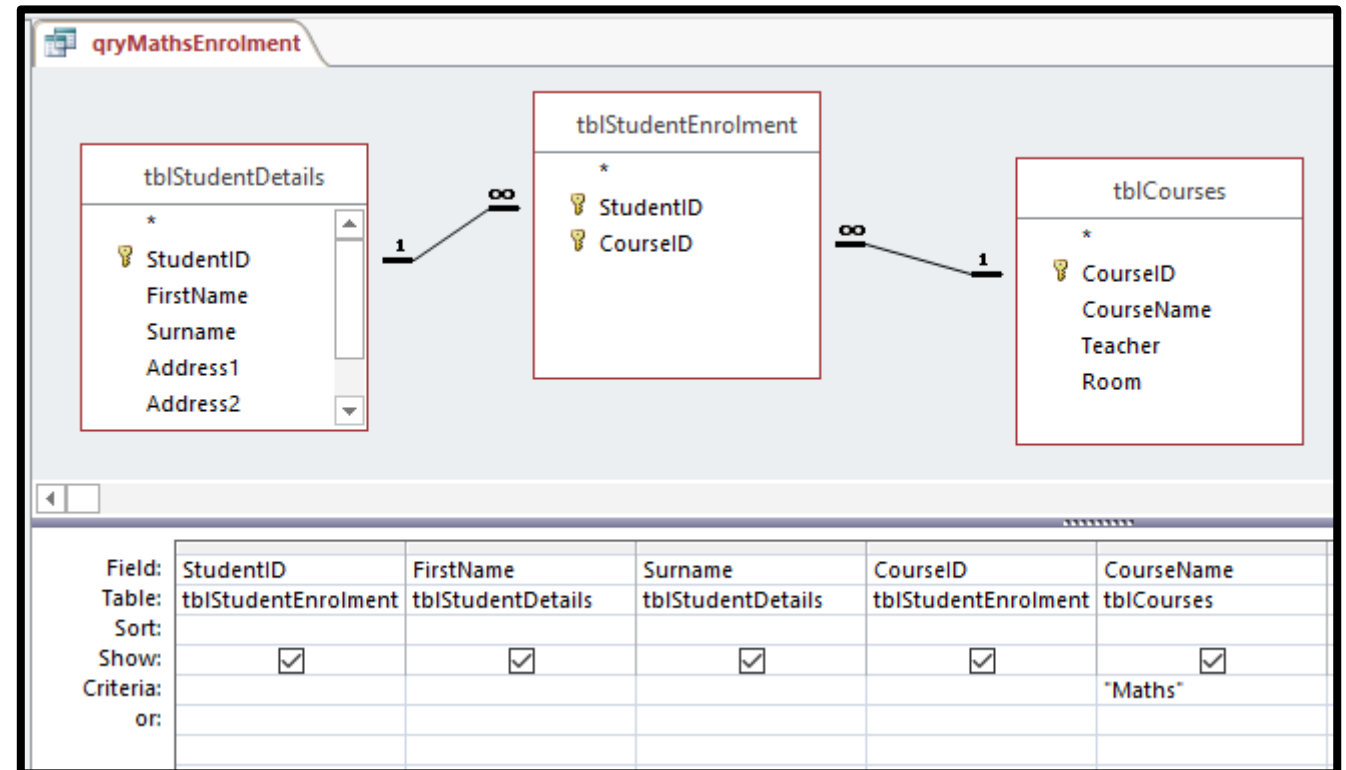 qryMathsEnrolment
tblStudentDetails
*
StudentID
FirstName
Surname
Address1
Address2
1
∞
tblStudentEnrolment
*
StudentID
CourseID
∞
1
tblCourses
*
CourseID
CourseName
Teacher
Room
Field: StudentID FirstName Surname CourseID CourseName
Table: tblStudentEnrolment tblStudentDetails tblStudentDetails tblStudentEnrolment tblCourses
Sort:
Show:
Criteria: "Maths"
or: